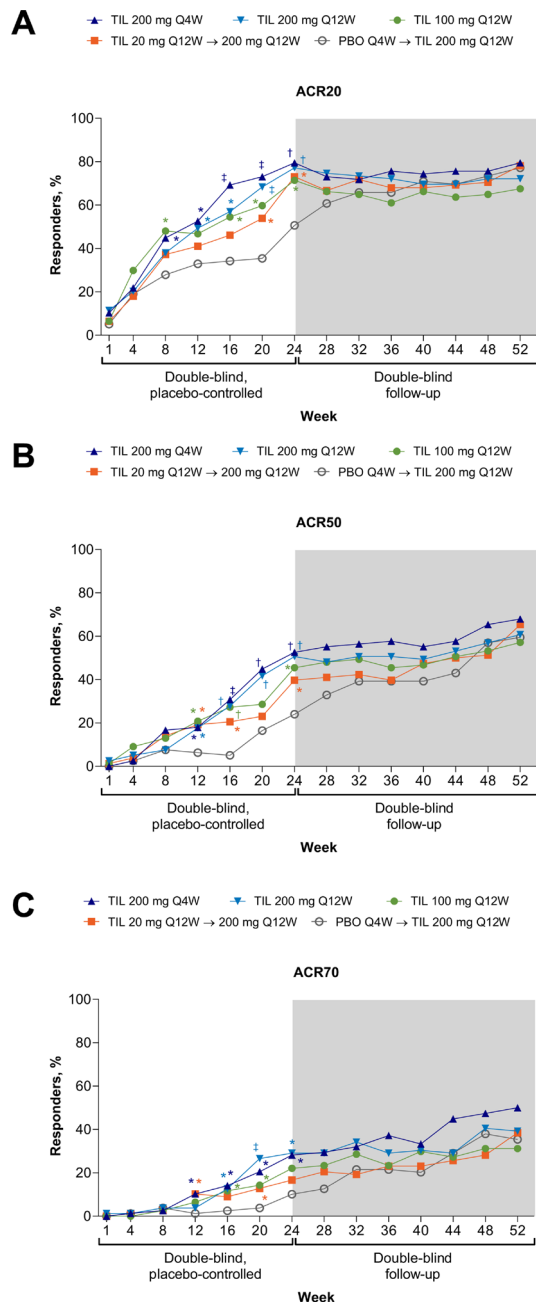 A
TIL 200 mg Q4W TIL 200 mg Q12W TIL 100 mg Q12W
TIL 20 mg Q12W → 200 mg Q12W PBO Q4W → TIL 200 mg Q12W
ACR20
Responders, %
100
80
60
40
20
0
‡ ‡ † †
* * * * * * * * * ‡ * *
1 4 8 12 16 20 24 28 32 36 40 44 48 52
Double-blind, Double-blind
placebo-controlled follow-up
Week
B
TIL 200 mg Q4W TIL 200 mg Q12W TIL 100 mg Q12W
TIL 20 mg Q12W → 200 mg Q12W PBO Q4W → TIL 200 mg Q12W
ACR50
Responders, %
100
80
60
40
20
0
* * * * † ‡ † * † † † † *
1 4 8 12 16 20 24 28 32 36 40 44 48 52
Double-blind, Double-blind
placebo-controlled follow-up
Week
C
TIL 200 mg Q4W TIL 200 mg Q12W TIL 100 mg Q12W
TIL 20 mg Q12W → 200 mg Q12W PBO Q4W → TIL 200 mg Q12W
ACR70
Responders, %
100
80
60
40
20
0
* * * * * ‡ * * * * *
1 4 8 12 16 20 24 28 32 36 40 44 48 52
Double-blind, Double-blind
placebo-controlled follow-up
Week